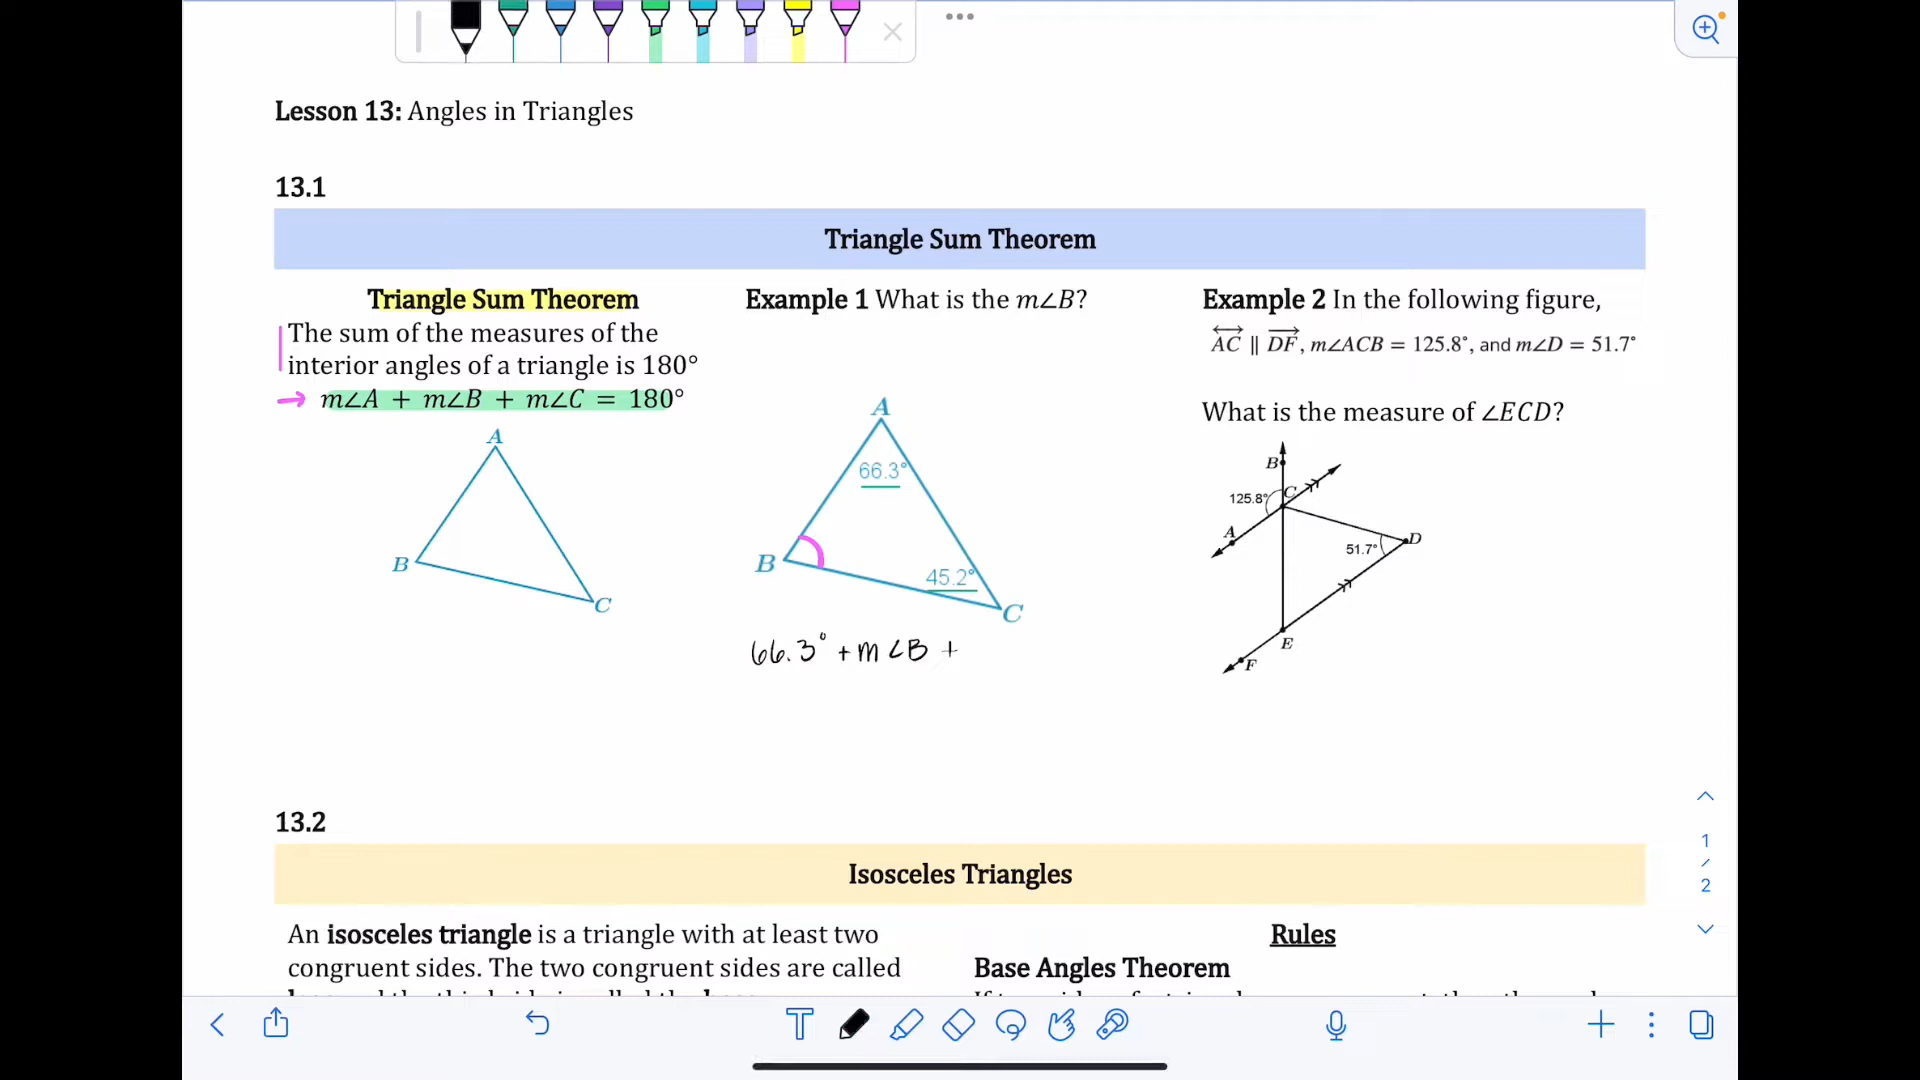 Lesson 13: Angles in Triangles
13.1
Triangle Sum Theorem
Triangle Sum Theorem
The sum of the measures of the
interior angles of a triangle is 180°
→ m∠A + m∠B + m∠C = 180°
A
B
C
Example 1 What is the m∠B?
A
66.3°
B
45.2°
C
66.3° + m∠B +
Example 2 In the following figure,
AC ∥ DF, m∠ACB = 125.8°, and m∠D = 51.7°
What is the measure of ∠ECD?
B
125.8°
C
A
51.7°
D
E
F
13.2
Isosceles Triangles
An isosceles triangle is a triangle with at least two
congruent sides. The two congruent sides are called
Rules
Base Angles Theorem
1
/
2
T